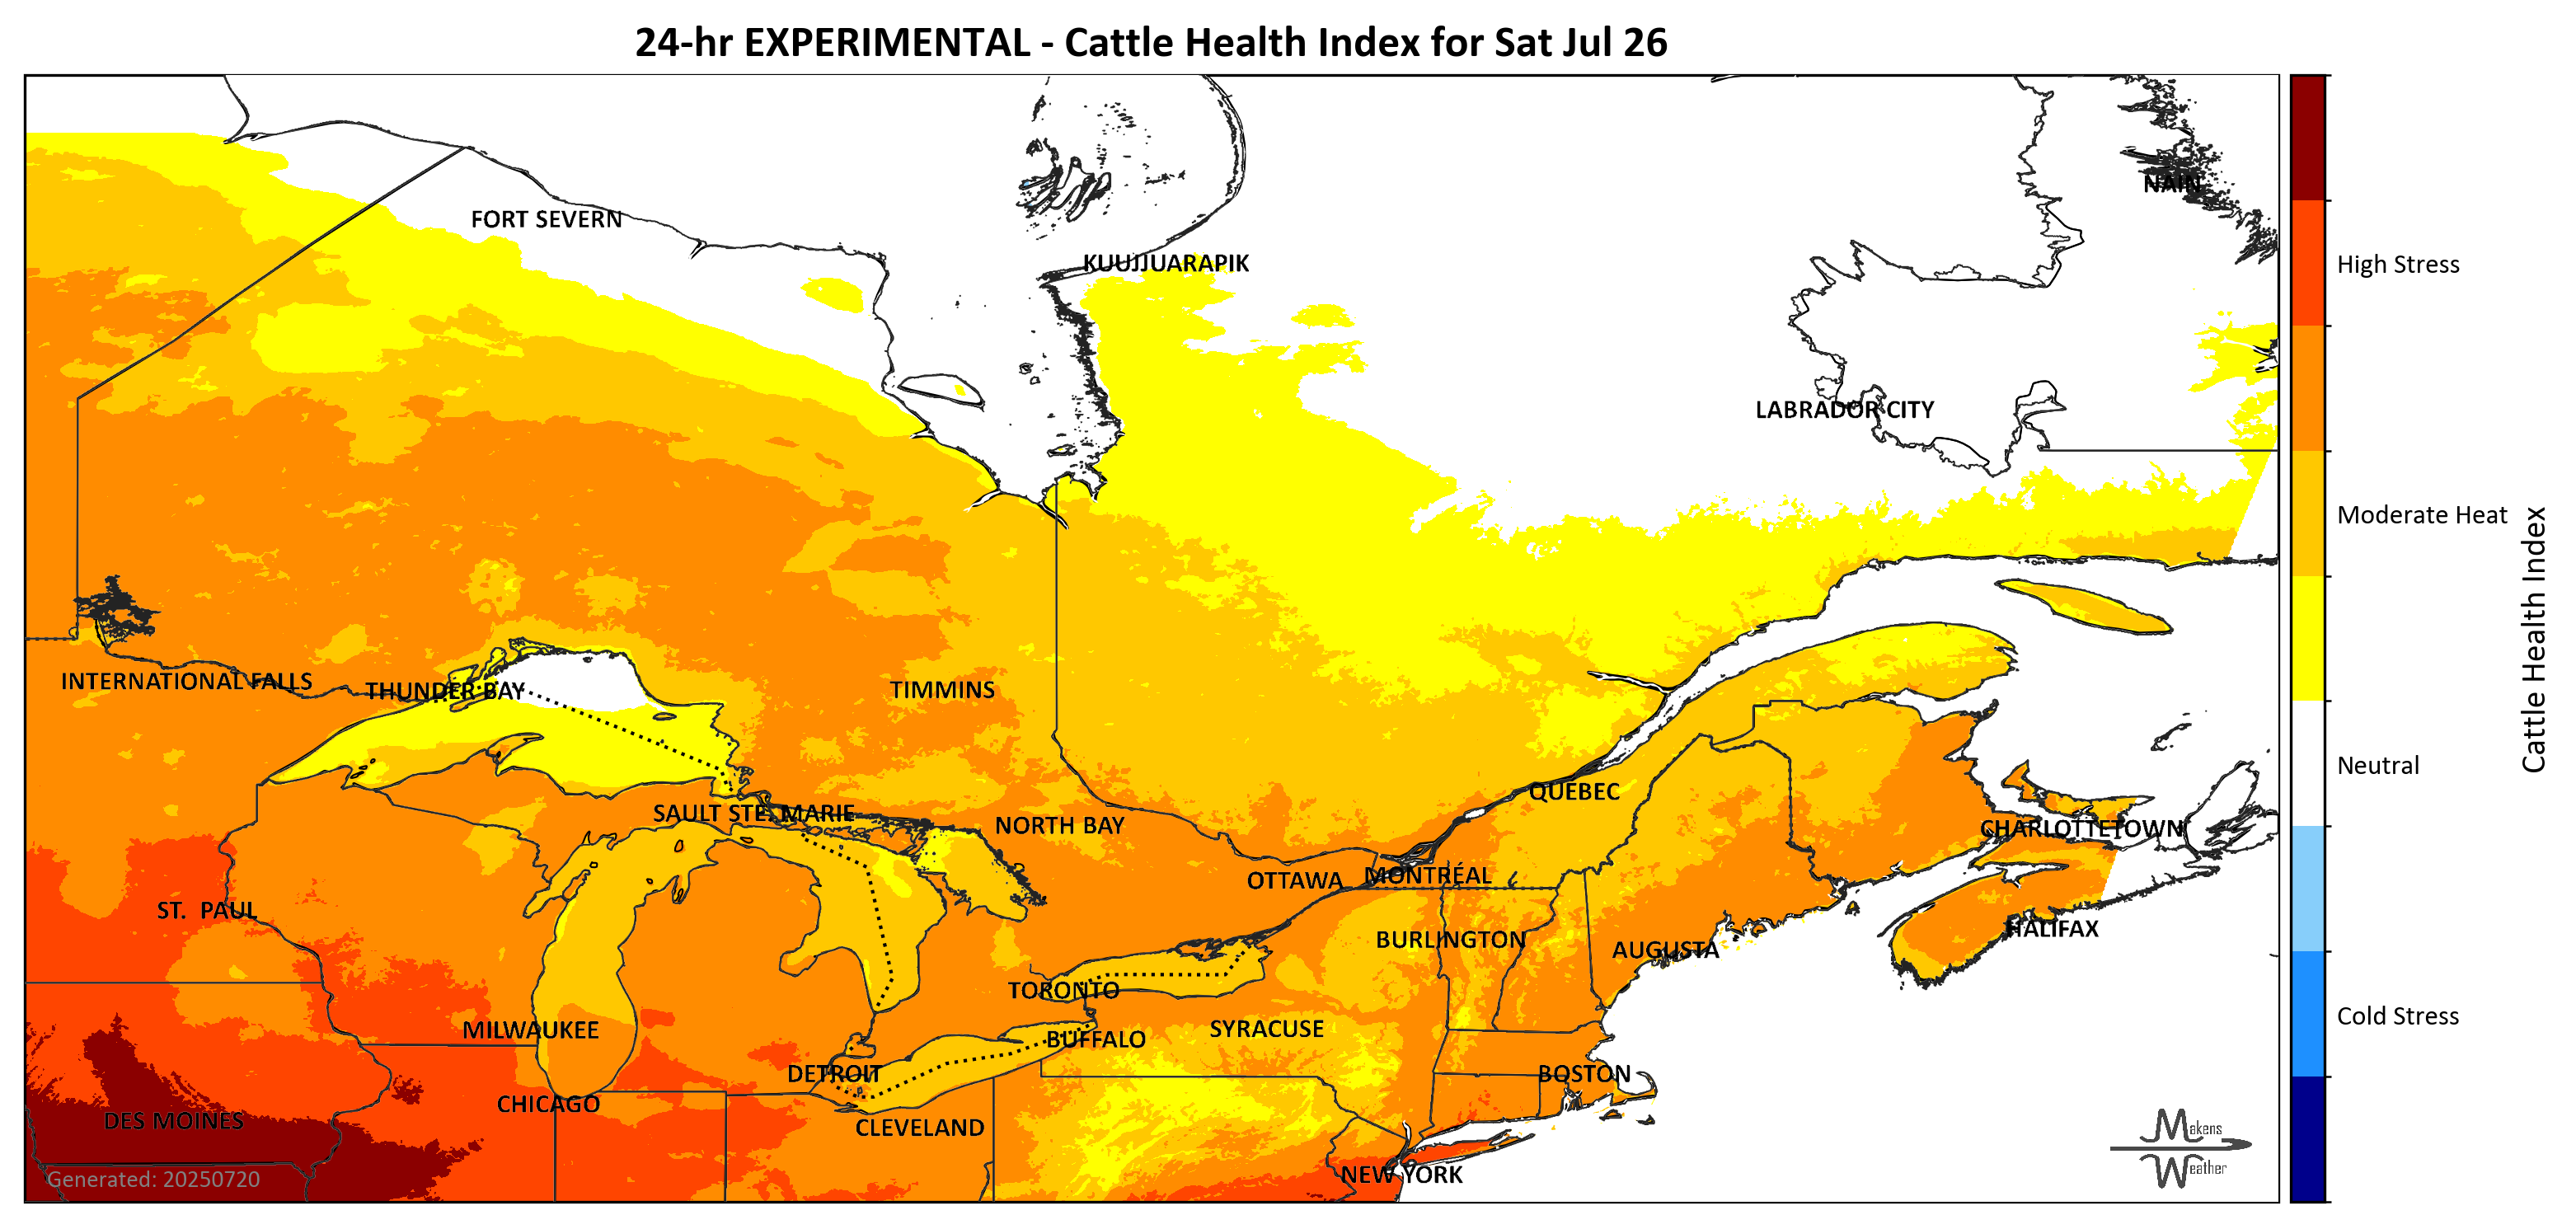 24-hr EXPERIMENTAL - Cattle Health Index for Sat Jul 26
NAIN
FORT SEVERN
KUUJJUARAPIK
High Stress
LABRADOR CITY
Moderate Heat
INTERNATIONAL FALLS
THUNDER BAY
TIMMINS
Neutral
Cattle Health Index
QUEBEC
SAULT STE. MARIE
NORTH BAY
CHARLOTTETOWN
OTTAWA
MONTRÉAL
ST. PAUL
HALIFAX
BURLINGTON
AUGUSTA
TORONTO
Cold Stress
MILWAUKEE
SYRACUSE
BUFFALO
DETROIT
BOSTON
CHICAGO
DES MOINES
CLEVELAND
Makens
Weather
NEW YORK
Generated: 20250720